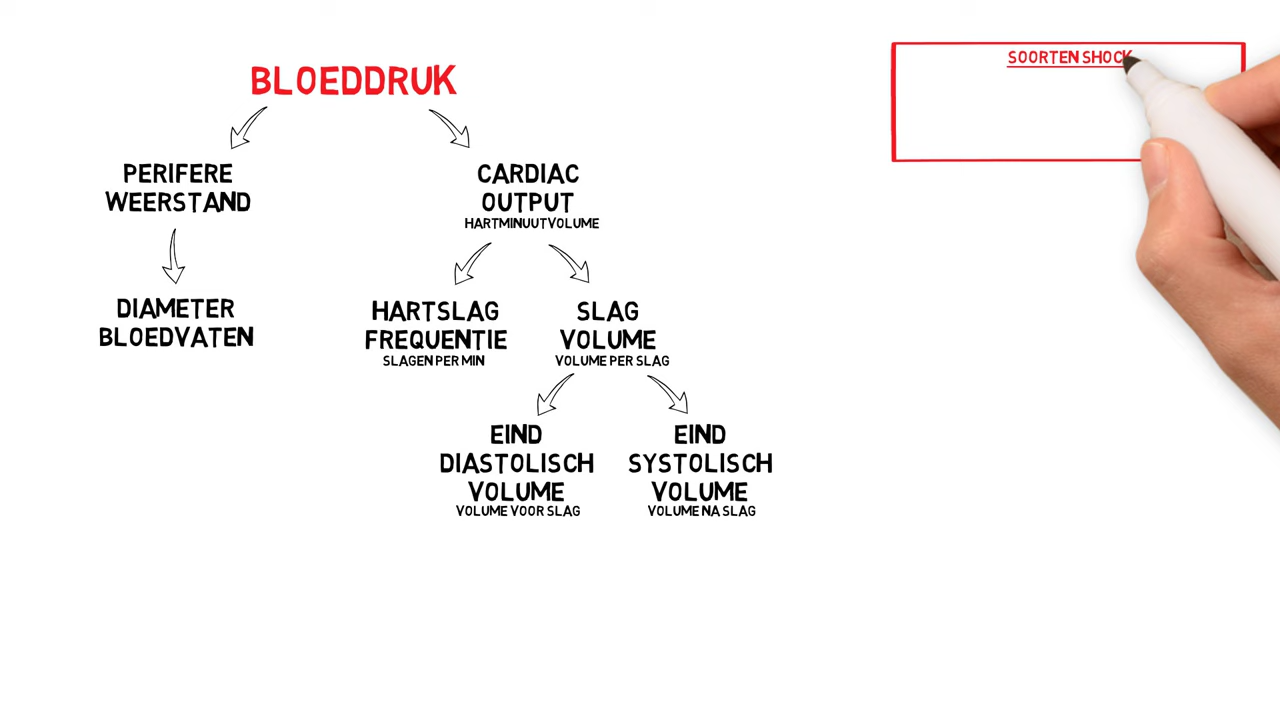 BLOEDDRUK
SOORTEN SHOCK
PERIFERE
WEERSTAND
CARDIAC
OUTPUT
HARTMINUUTVOLUME
DIAMETER
BLOEDVATEN
HARTSLAG
FREQUENTIE
SLAGEN PER MIN
SLAG
VOLUME
VOLUME PER SLAG
EIND
DIASTOLISCH
VOLUME
VOLUME VOOR SLAG
EIND
SYSTOLISCH
VOLUME
VOLUME NA SLAG